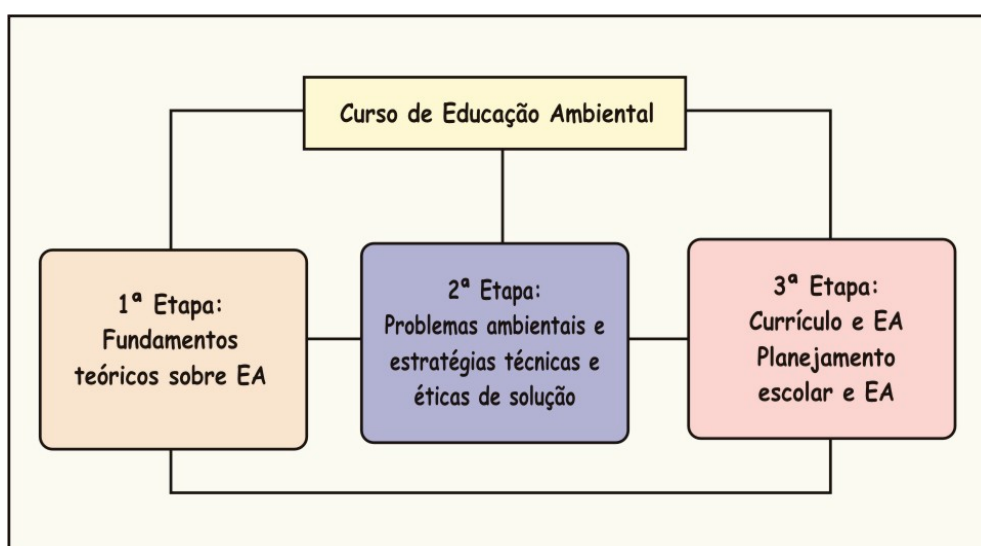 Curso de Educação Ambiental
1ª Etapa:
Fundamentos
teóricos sobre EA
2ª Etapa:
Problemas ambientais e
estratégias técnicas e
éticas de solução
3ª Etapa:
Currículo e EA
Planejamento
escolar e EA